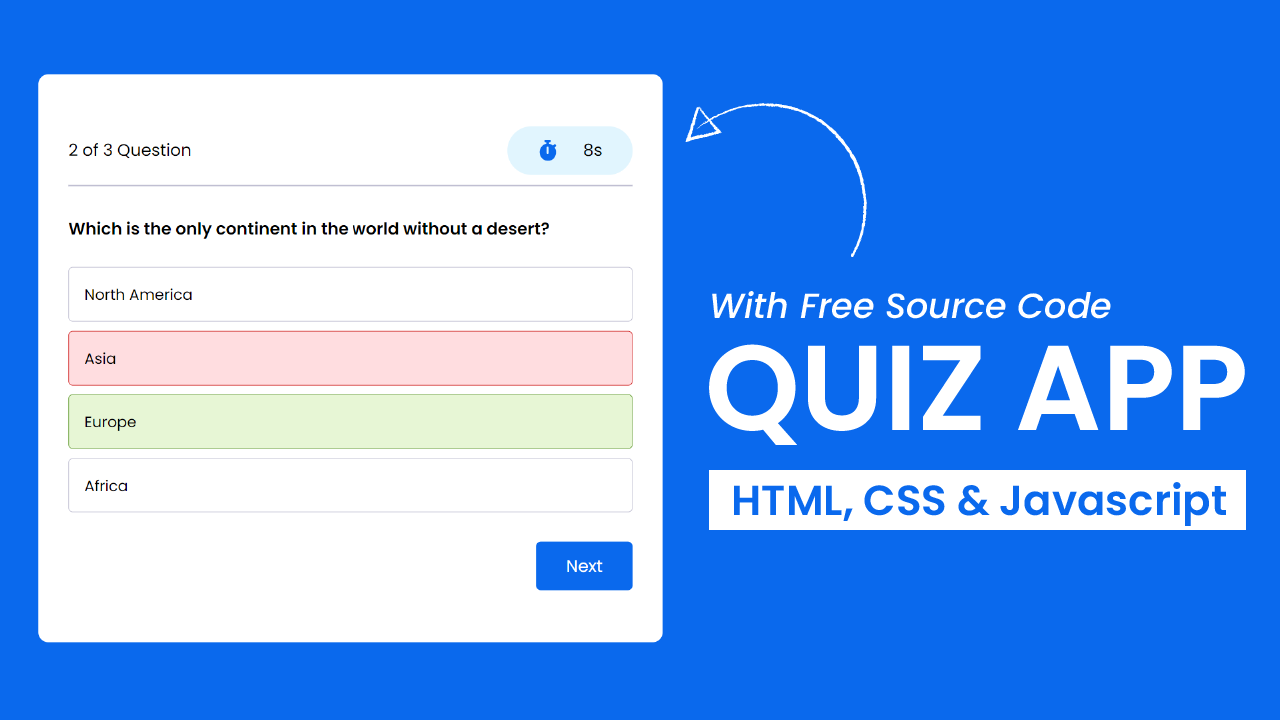 2 of 3 Question
8s
Which is the only continent in the world without a desert?
North America
Asia
Europe
Africa
Next
With Free Source Code
QUIZ APP
HTML, CSS & Javascript